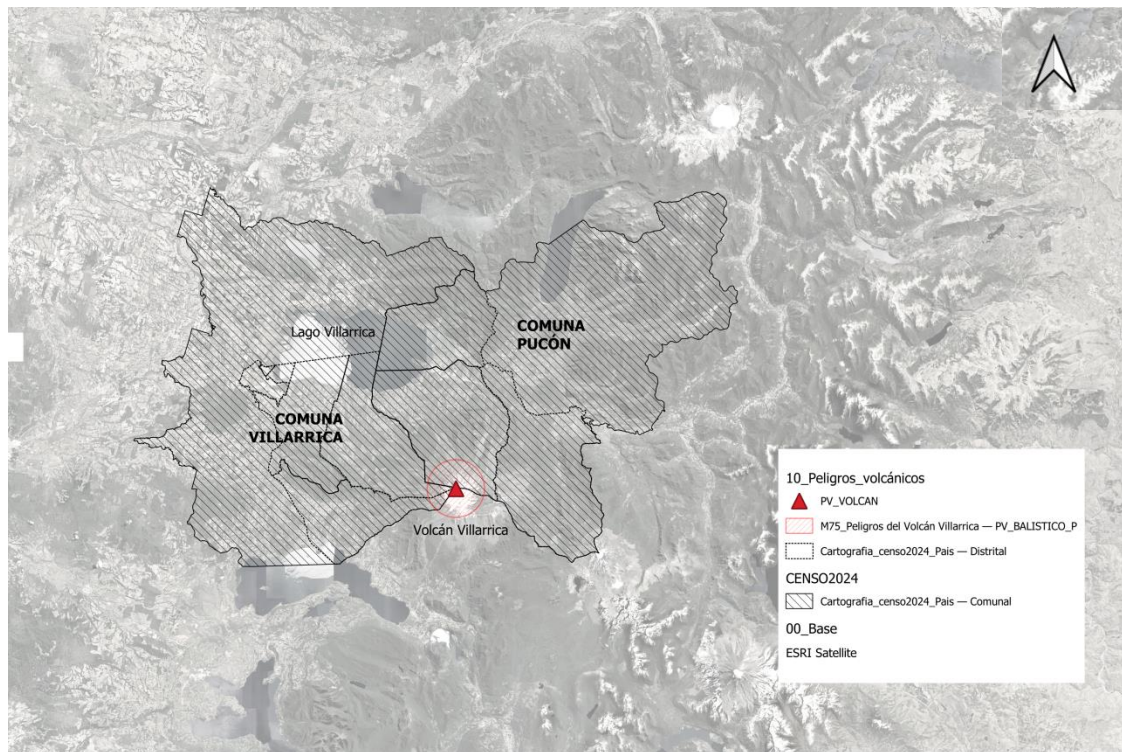 Lago Villarrica
COMUNA
PUCÓN
COMUNA
VILLARRICA
Volcán Villarrica
10_Peligros_volcánicos
PV_VOLCAN
M75_Peligros del Volcán Villarrica — PV_BALISTICO_P
Cartografia_censo2024_Pais — Distrital
CENSO2024
Cartografia_censo2024_Pais — Comunal
00_Base
ESRI Satellite